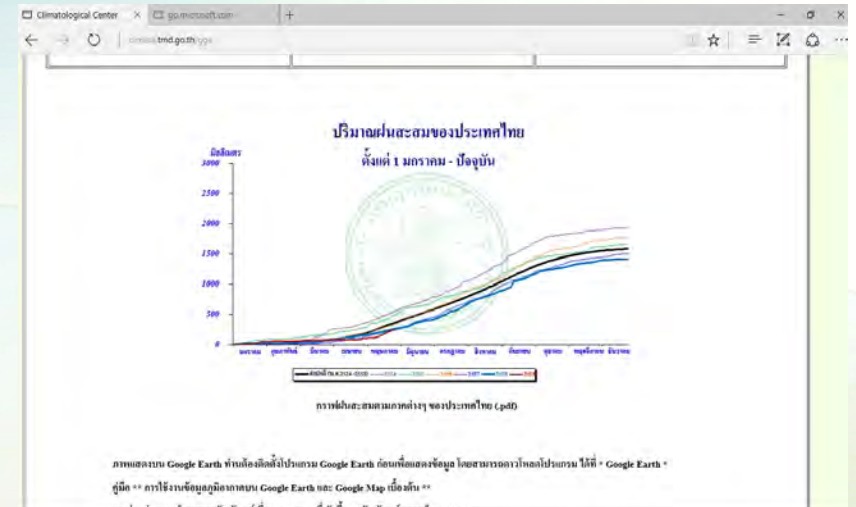 Climatological Center
go.microsoft.com
tmd.go.th
ปริมาณฝนสะสมของประเทศไทย
ตั้งแต่ 1 มกราคม - ปัจจุบัน
มิลลิเมตร
3000
2500
2000
1500
1000
500
0
มกราคม กุมภาพันธ์ มีนาคม เมษายน พฤษภาคม มิถุนายน กรกฎาคม สิงหาคม กันยายน ตุลาคม พฤศจิกายน ธันวาคม
กราฟฝนสะสมตามภาคต่างๆ ของประเทศไทย (.pdf)
ภาพแสดงบน Google Earth ท่านต้องติดตั้งโปรแกรม Google Earth ก่อนเพื่อแสดงข้อมูล โดยสามารถดาวโหลดโปรแกรม ได้ที่ * Google Earth *
คู่มือ ** การใช้งานข้อมูลภูมิอากาศบน Google Earth และ Google Map เบื้องต้น **